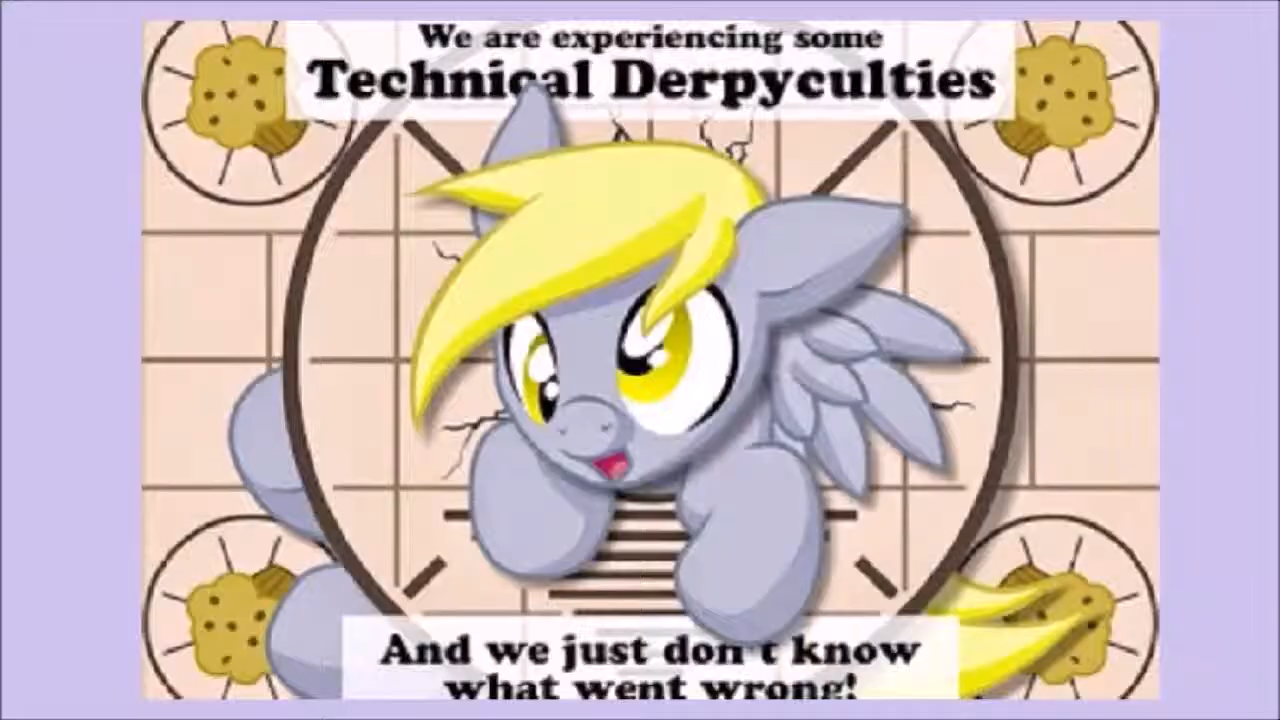 We are experiencing some
Technical Derpyculties
And we just don't know
what went wrong!